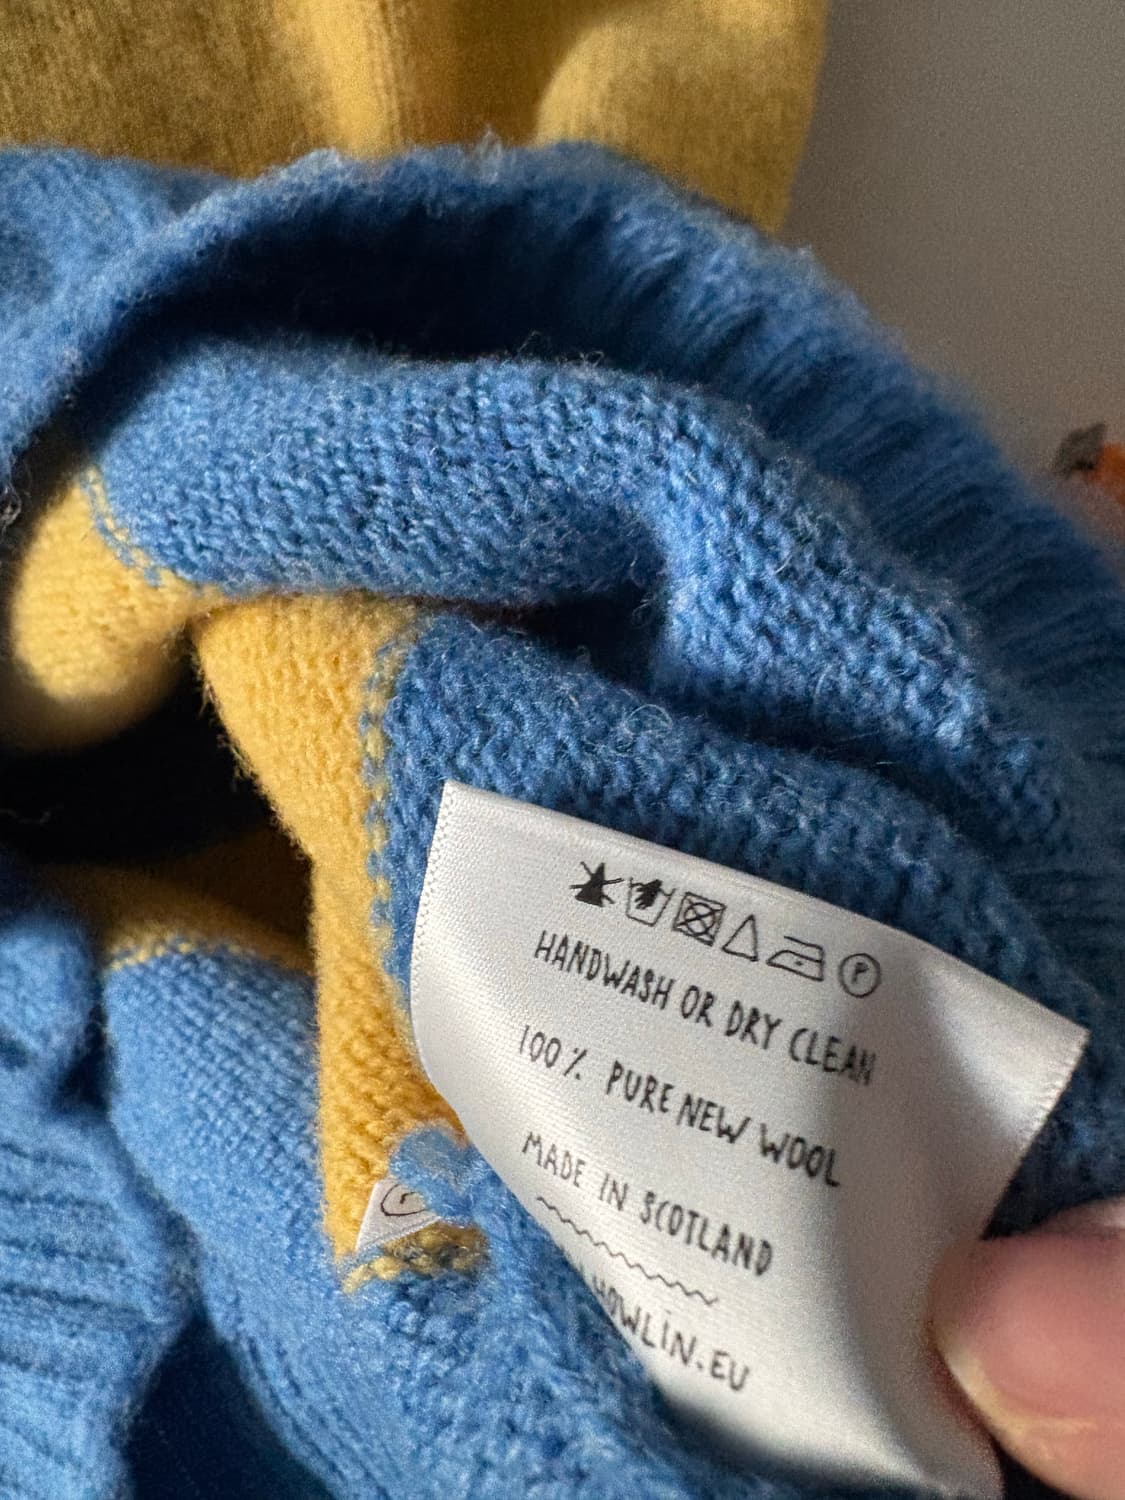 P
HANDWASH OR DRY CLEAN
100% PURE NEW WOOL
MADE IN SCOTLAND
HOWLIN.EU